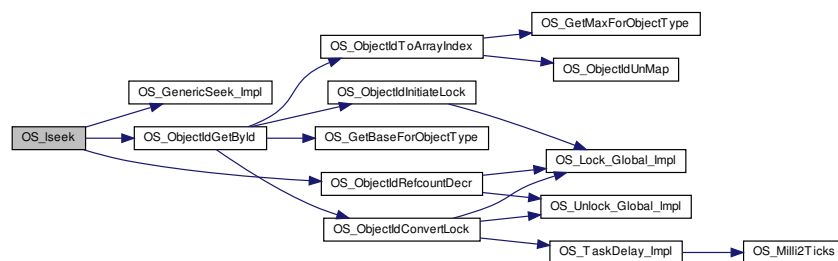 OS_lseek
OS_GenericSeek_Impl
OS_ObjectIdGetById
OS_ObjectIdToArrayIndex
OS_ObjectIdInitiateLock
OS_GetBaseForObjectType
OS_ObjectIdRefcountDecr
OS_ObjectIdConvertLock
OS_GetMaxForObjectType
OS_ObjectIdUnMap
OS_Lock_Global_Impl
OS_Unlock_Global_Impl
OS_TaskDelay_Impl
OS_Milli2Ticks